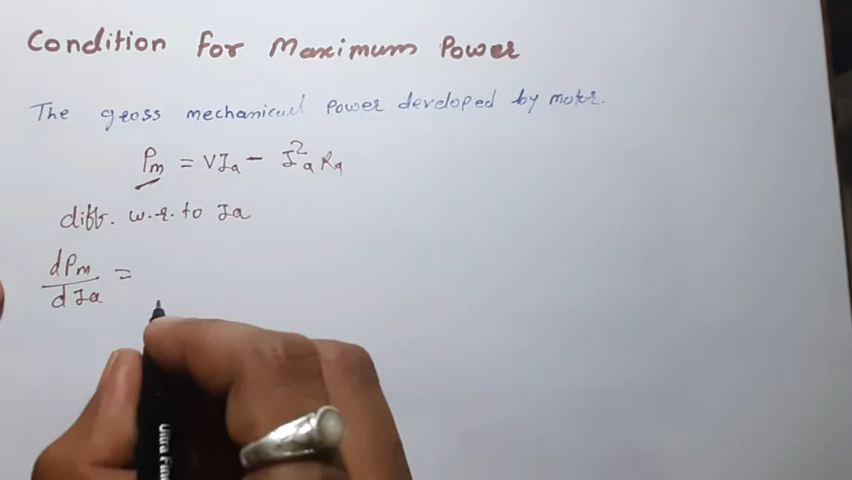 Condition for Maximum Power
The gross mechanical power developed by motor.
Pm = VIa - Ia²Ra
diff. w.r.to Ia
dPm/dIa =
Ultra Fin